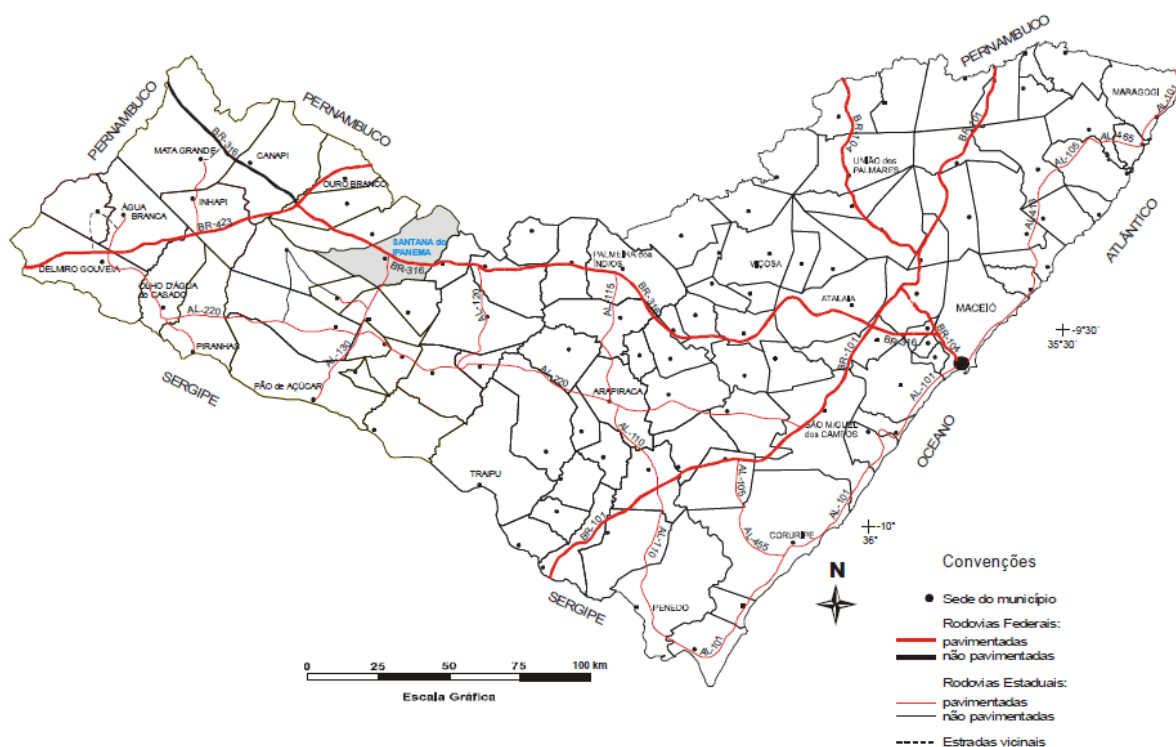 PERNAMBUCO
MARAGOGI
AL-101
PERNAMBUCO
PERNAMBUCO
BR-316
MATA GRANDE
CANAPI
OURO BRANCO
INHAPI
ÁGUA
BRANCA
BR-423
DELMIRO GOUVEIA
OLHO D'ÁGUA
do CASADO
AL-220
PIRANHAS
SERGIPE
SANTANA do
IPANEMA
BR-316
AL-130
PÃO de AÇÚCAR
AL-120
PALMEIRA dos
ÍNDIOS
AL-115
BR-316
VIÇOSA
ATALAIA
BR-104
UNIÃO dos
PALMARES
BR-101
AL-105
AL-465
AL-413
ATLÂNTICO
MACEIÓ
BR-104
BR-316
BR-101
-9°30'
35°30'
AL-101
OCEANO
AL-220
ARAPIRACA
AL-110
SÃO MIGUEL
dos CAMPOS
TRAIPU
BR-101
AL-105
AL-455
AL-101
CORURIPE
-10°
36°
AL-110
PENEDO
AL-101
SERGIPE
N
0 25 50 75 100 km
Escala Gráfica
Convenções
Sede do município
Rodovias Federais:
pavimentadas
não pavimentadas
Rodovias Estaduais:
pavimentadas
não pavimentadas
Estradas vicinais